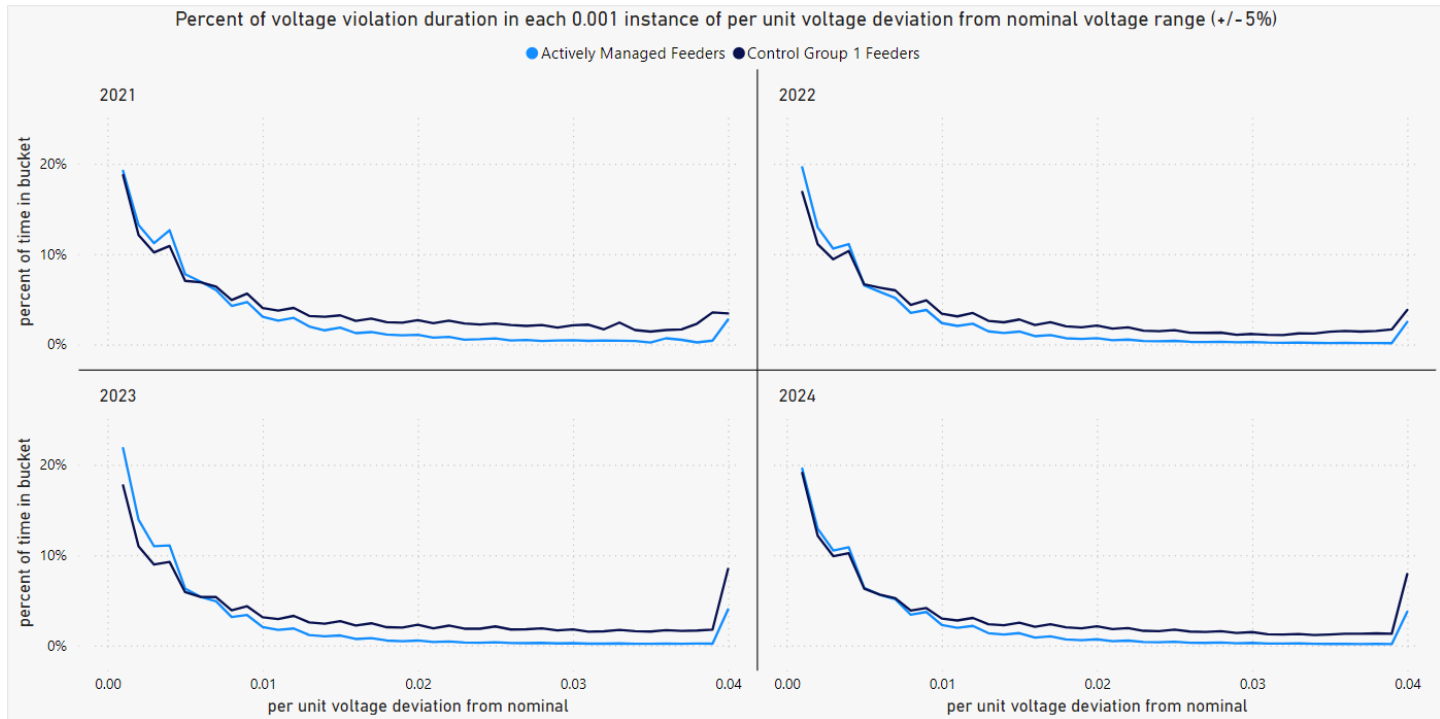 Percent of voltage violation duration in each 0.001 instance of per unit voltage deviation from nominal voltage range (+/-5%)
Actively Managed Feeders Control Group 1 Feeders
2021
2022
percent of time in bucket
20%
10%
0%
2023
2024
percent of time in bucket
20%
10%
0%
0.00 0.01 0.02 0.03 0.04
0.00 0.01 0.02 0.03 0.04
per unit voltage deviation from nominal
per unit voltage deviation from nominal